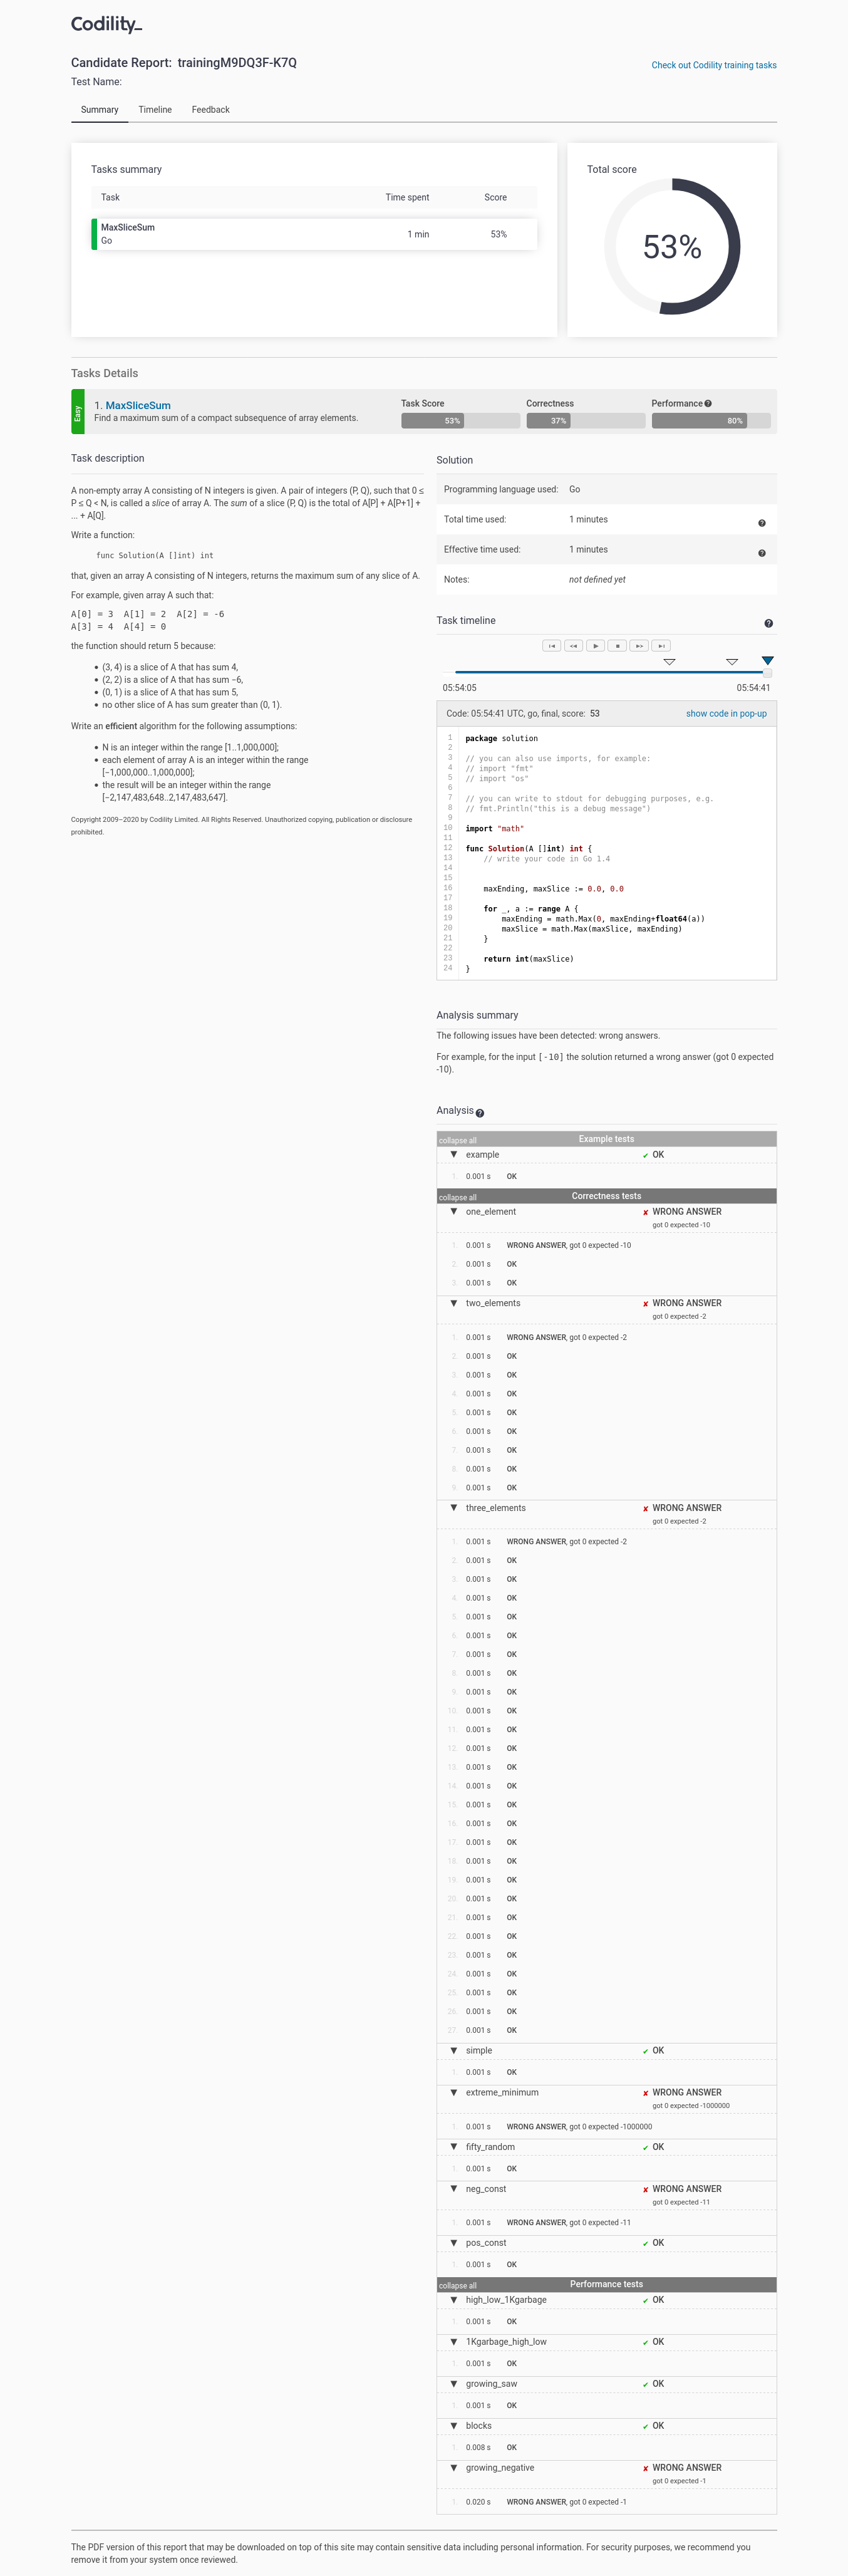 Codility_
Candidate Report: trainingM9DQ3F-K7Q
Check out Codility training tasks
Test Name:
Summary Timeline Feedback
Tasks summary
Task Time spent Score
MaxSliceSum
Go
1 min 53%
Total score
53%
Tasks Details
Easy
1. MaxSliceSum
Find a maximum sum of a compact subsequence of array elements.
Task Score
53%
Correctness
37%
Performance
80%
Task description
A non-empty array A consisting of N integers is given. A pair of integers (P, Q), such that 0 ≤
P ≤ Q < N, is called a slice of array A. The sum of a slice (P, Q) is the total of A[P] + A[P+1] +
... + A[Q].
Write a function:
func Solution(A []int) int
that, given an array A consisting of N integers, returns the maximum sum of any slice of A.
For example, given array A such that:
A[0] = 3 A[1] = 2 A[2] = -6
A[3] = 4 A[4] = 0
the function should return 5 because:
• (3, 4) is a slice of A that has sum 4,
• (2, 2) is a slice of A that has sum −6,
• (0, 1) is a slice of A that has sum 5,
• no other slice of A has sum greater than (0, 1).
Write an efficient algorithm for the following assumptions:
• N is an integer within the range [1..1,000,000];
• each element of array A is an integer within the range
[−1,000,000..1,000,000];
• the result will be an integer within the range
[−2,147,483,648..2,147,483,647].
Copyright 2009–2020 by Codility Limited. All Rights Reserved. Unauthorized copying, publication or disclosure
prohibited.
Solution
Programming language used: Go
Total time used: 1 minutes
Effective time used: 1 minutes
Notes: not defined yet
Task timeline
05:54:05 05:54:41
Code: 05:54:41 UTC, go, final, score: 53
show code in pop-up
1 package solution
2
3 // you can also use imports, for example:
4 // import "fmt"
5 // import "os"
6
7 // you can write to stdout for debugging purposes, e.g.
8 // fmt.Println("this is a debug message")
9
10 import "math"
11
12 func Solution(A []int) int {
13 // write your code in Go 1.4
14
15
16 maxEnding, maxSlice := 0.0, 0.0
17
18 for _, a := range A {
19 maxEnding = math.Max(0, maxEnding+float64(a))
20 maxSlice = math.Max(maxSlice, maxEnding)
21 }
22
23 return int(maxSlice)
24 }
Analysis summary
The following issues have been detected: wrong answers.
For example, for the input [-10] the solution returned a wrong answer (got 0 expected
-10).
Analysis
collapse all Example tests
▼ example ✔ OK
1. 0.001 s OK
collapse all Correctness tests
▼ one_element ✘ WRONG ANSWER
got 0 expected -10
1. 0.001 s WRONG ANSWER, got 0 expected -10
2. 0.001 s OK
3. 0.001 s OK
▼ two_elements ✘ WRONG ANSWER
got 0 expected -2
1. 0.001 s WRONG ANSWER, got 0 expected -2
2. 0.001 s OK
3. 0.001 s OK
4. 0.001 s OK
5. 0.001 s OK
6. 0.001 s OK
7. 0.001 s OK
8. 0.001 s OK
9. 0.001 s OK
▼ three_elements ✘ WRONG ANSWER
got 0 expected -2
1. 0.001 s WRONG ANSWER, got 0 expected -2
2. 0.001 s OK
3. 0.001 s OK
4. 0.001 s OK
5. 0.001 s OK
6. 0.001 s OK
7. 0.001 s OK
8. 0.001 s OK
9. 0.001 s OK
10. 0.001 s OK
11. 0.001 s OK
12. 0.001 s OK
13. 0.001 s OK
14. 0.001 s OK
15. 0.001 s OK
16. 0.001 s OK
17. 0.001 s OK
18. 0.001 s OK
19. 0.001 s OK
20. 0.001 s OK
21. 0.001 s OK
22. 0.001 s OK
23. 0.001 s OK
24. 0.001 s OK
25. 0.001 s OK
26. 0.001 s OK
27. 0.001 s OK
▼ simple ✔ OK
1. 0.001 s OK
▼ extreme_minimum ✘ WRONG ANSWER
got 0 expected -1000000
1. 0.001 s WRONG ANSWER, got 0 expected -1000000
▼ fifty_random ✔ OK
1. 0.001 s OK
▼ neg_const ✘ WRONG ANSWER
got 0 expected -11
1. 0.001 s WRONG ANSWER, got 0 expected -11
▼ pos_const ✔ OK
1. 0.001 s OK
collapse all Performance tests
▼ high_low_1Kgarbage ✔ OK
1. 0.001 s OK
▼ 1Kgarbage_high_low ✔ OK
1. 0.001 s OK
▼ growing_saw ✔ OK
1. 0.001 s OK
▼ blocks ✔ OK
1. 0.008 s OK
▼ growing_negative ✘ WRONG ANSWER
got 0 expected -1
1. 0.020 s WRONG ANSWER, got 0 expected -1
The PDF version of this report that may be downloaded on top of this site may contain sensitive data including personal information. For security purposes, we recommend you
remove it from your system once reviewed.